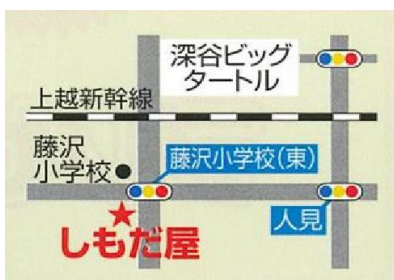 深谷ビッグ
タートル
上越新幹線
藤沢
小学校
藤沢小学校(東)
人見
しもだ屋